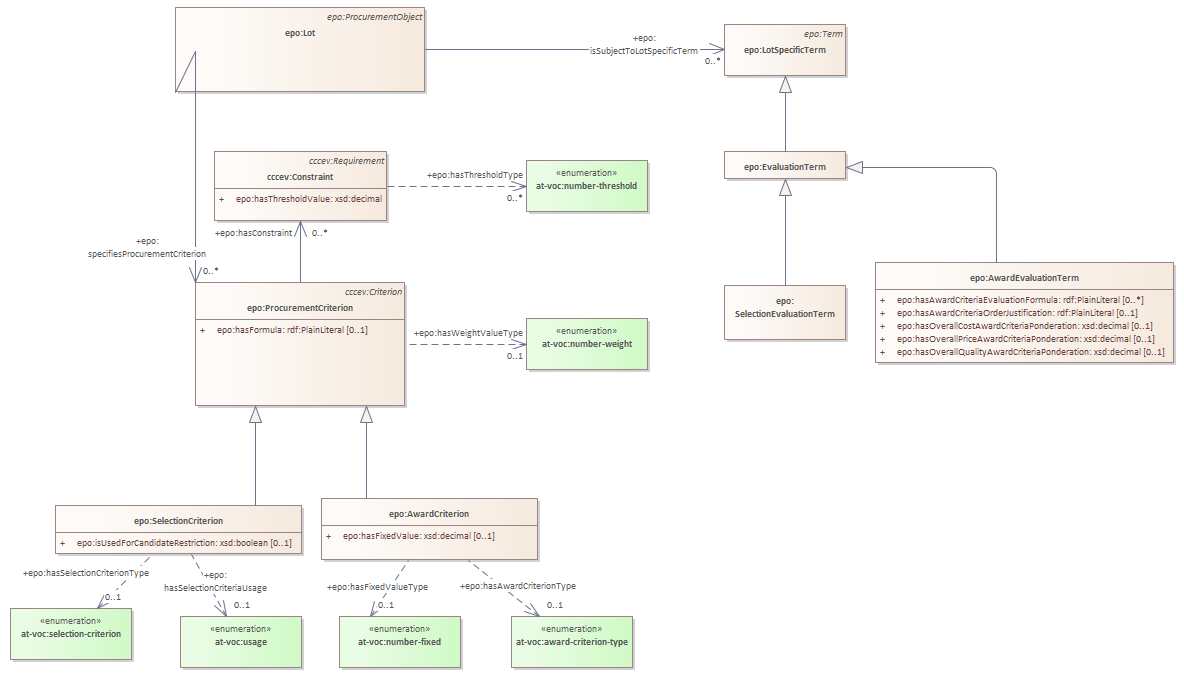 epo:ProcurementObject
epo:Lot
+epo:
isSubjectToLotSpecificTerm
0..*
epo:Term
epo:LotSpecificTerm
cccev:Requirement
cccev:Constraint
+ epo:hasThresholdValue: xsd:decimal
+epo:hasThresholdType
0..*
«enumeration»
at-voc:number-threshold
epo:EvaluationTerm
+epo:hasConstraint
0..*
+epo:
specifiesProcurementCriterion
0..*
cccev:Criterion
epo:ProcurementCriterion
+ epo:hasFormula: rdf:PlainLiteral [0..1]
+epo:hasWeightValueType
0..1
«enumeration»
at-voc:number-weight
epo:
SelectionEvaluationTerm
epo:AwardEvaluationTerm
+ epo:hasAwardCriteriaEvaluationFormula: rdf:PlainLiteral [0..*]
+ epo:hasAwardCriteriaOrderJustification: rdf:PlainLiteral [0..1]
+ epo:hasOverallCostAwardCriteriaPonderation: xsd:decimal [0..1]
+ epo:hasOverallPriceAwardCriteriaPonderation: xsd:decimal [0..1]
+ epo:hasOverallQualityAwardCriteriaPonderation: xsd:decimal [0..1]
epo:SelectionCriterion
+ epo:isUsedForCandidateRestriction: xsd:boolean [0..1]
epo:AwardCriterion
+ epo:hasFixedValue: xsd:decimal [0..1]
+epo:hasSelectionCriterionType
0..1
+epo:
hasSelectionCriteriaUsage
0..1
+epo:hasFixedValueType
0..1
+epo:hasAwardCriterionType
0..1
«enumeration»
at-voc:selection-criterion
«enumeration»
at-voc:usage
«enumeration»
at-voc:number-fixed
«enumeration»
at-voc:award-criterion-type